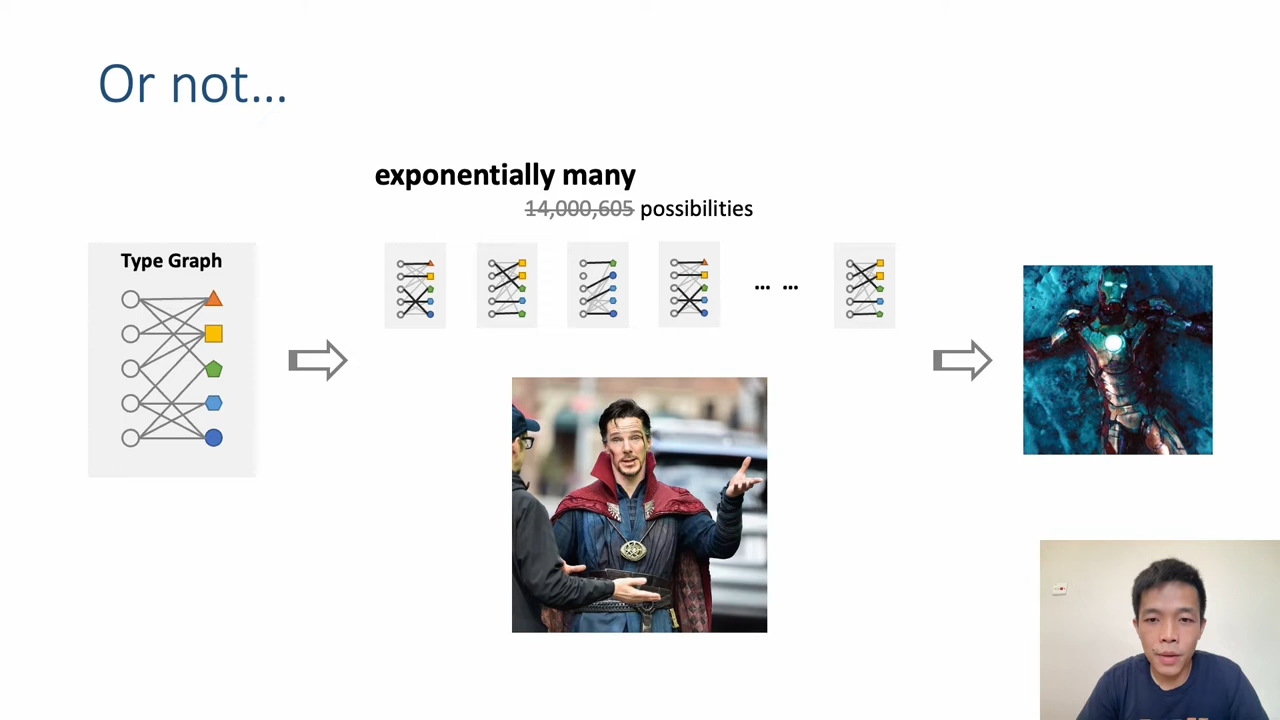 Or not...
exponentially many
14,000,605 possibilities
Type Graph
... ...